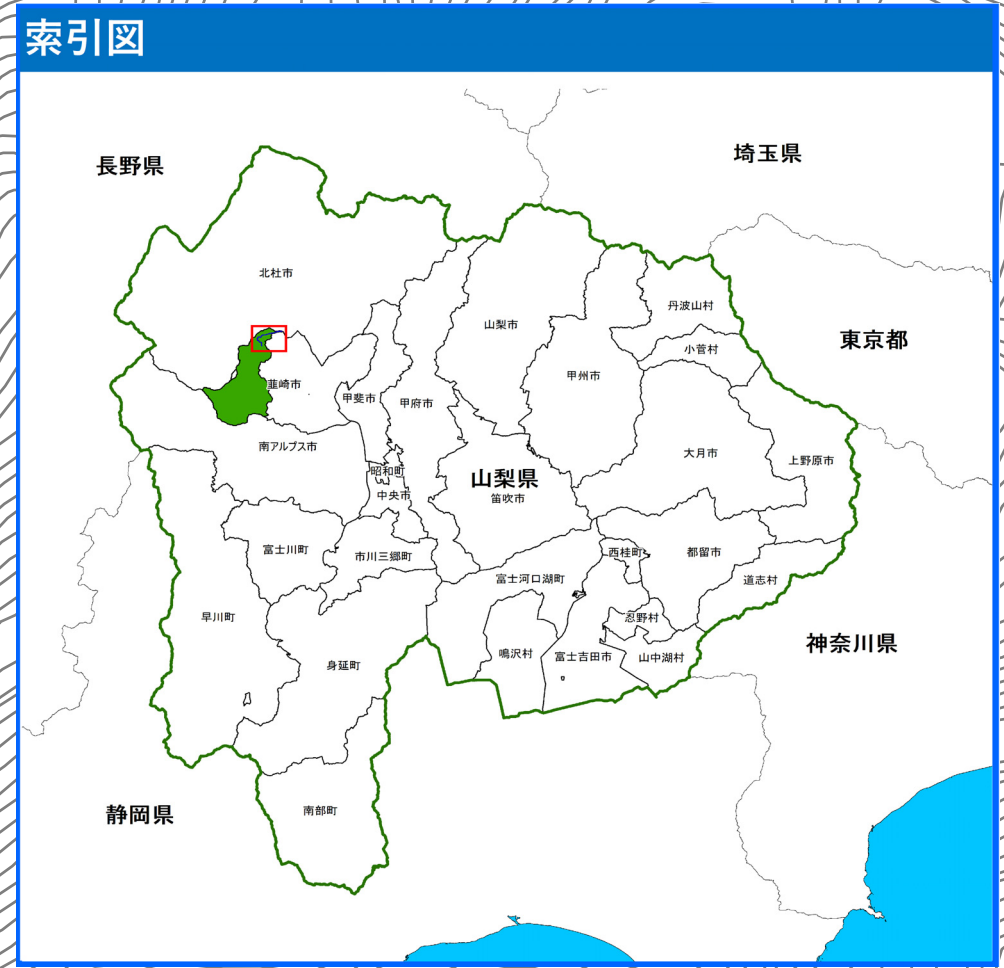 索引図
埼玉県
長野県
北杜市
丹波山村
山梨市
東京都
小菅村
甲州市
韮崎市
甲斐市
甲府市
南アルプス市
大月市
上野原市
昭和町
山梨県
中央市
笛吹市
富士川町
市川三郷町
西桂町
都留市
富士河口湖町
道志村
早川町
忍野村
神奈川県
鳴沢村
富士吉田市
山中湖村
身延町
静岡県
南部町